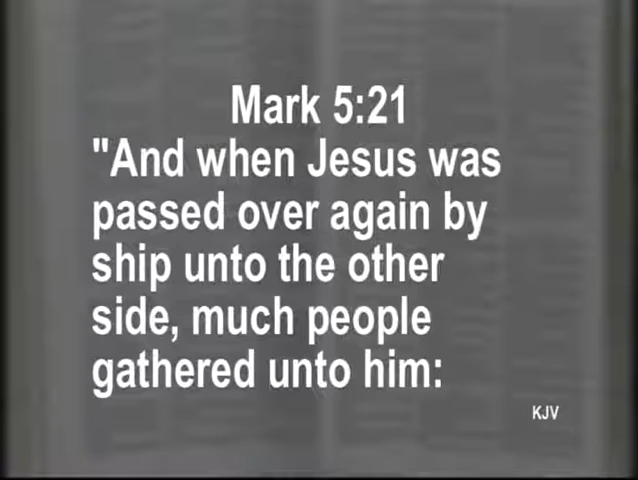 Mark 5:21
"And when Jesus was
passed over again by
ship unto the other
side, much people
gathered unto him:
KJV